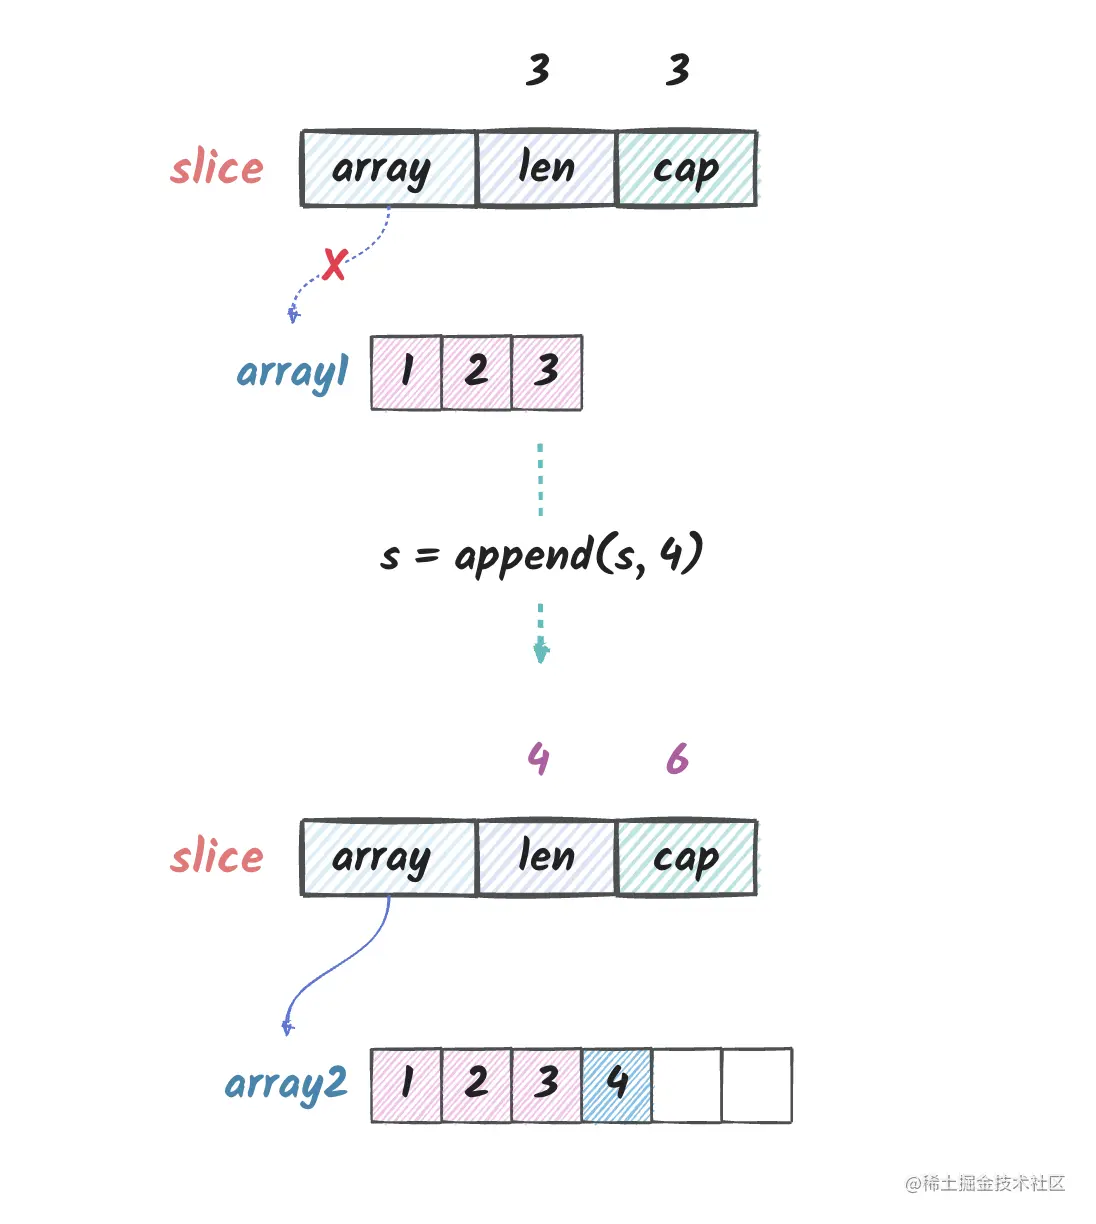 3 3
slice array len cap
X
array1 1 2 3
s = append(s, 4)
4 6
slice array len cap
array2 1 2 3 4
@稀土掘金技术社区